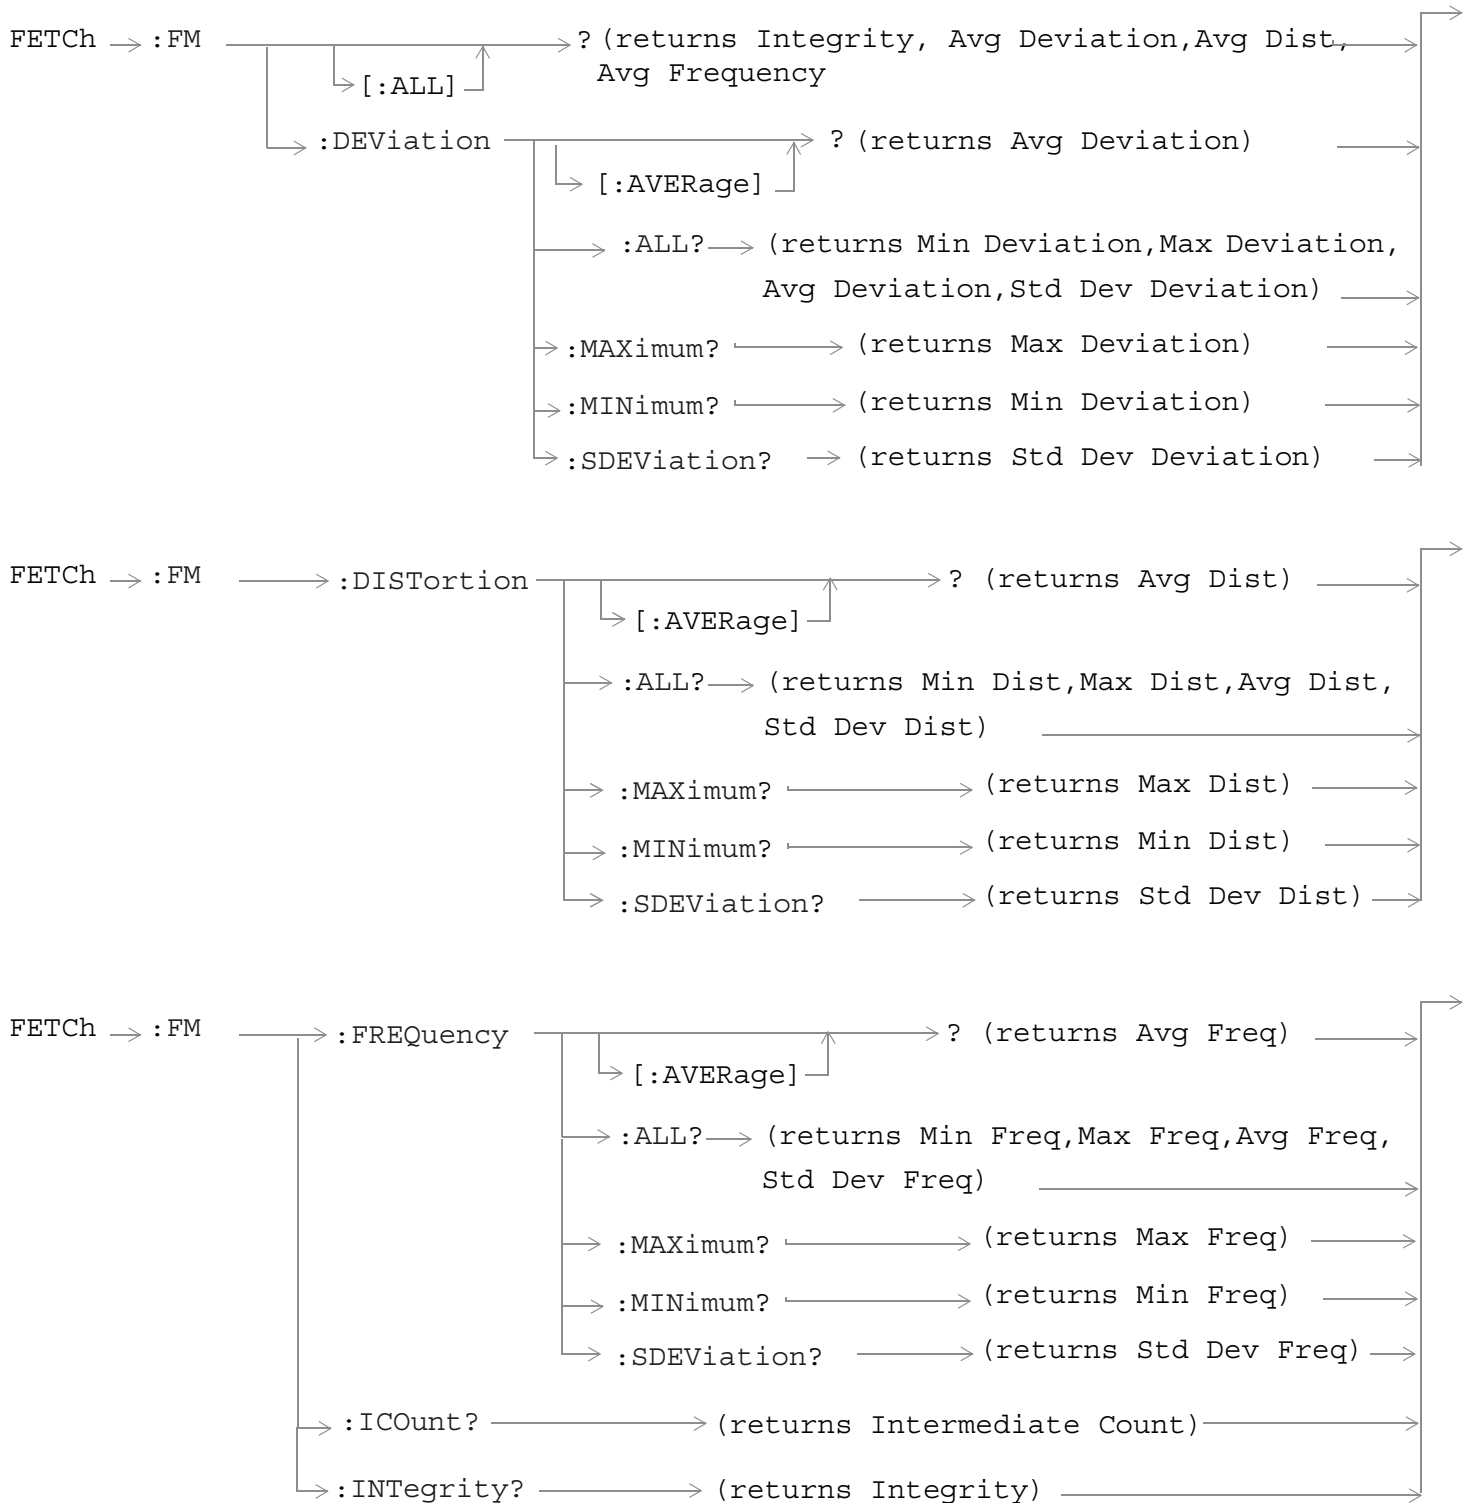 FETCh :FM ? (returns Integrity, Avg Deviation,Avg Dist,
Avg Frequency
[:ALL]
:DEViation ? (returns Avg Deviation)
[:AVERage]
:ALL? (returns Min Deviation,Max Deviation,
Avg Deviation,Std Dev Deviation)
:MAXimum? (returns Max Deviation)
:MINimum? (returns Min Deviation)
:SDEViation? (returns Std Dev Deviation)
FETCh :FM :DISTortion ? (returns Avg Dist)
[:AVERage]
:ALL? (returns Min Dist,Max Dist,Avg Dist,
Std Dev Dist)
:MAXimum? (returns Max Dist)
:MINimum? (returns Min Dist)
:SDEViation? (returns Std Dev Dist)
FETCh :FM :FREQuency ? (returns Avg Freq)
[:AVERage]
:ALL? (returns Min Freq,Max Freq,Avg Freq,
Std Dev Freq)
:MAXimum? (returns Max Freq)
:MINimum? (returns Min Freq)
:SDEViation? (returns Std Dev Freq)
:ICOunt? (returns Intermediate Count)
:INTegrity? (returns Integrity)